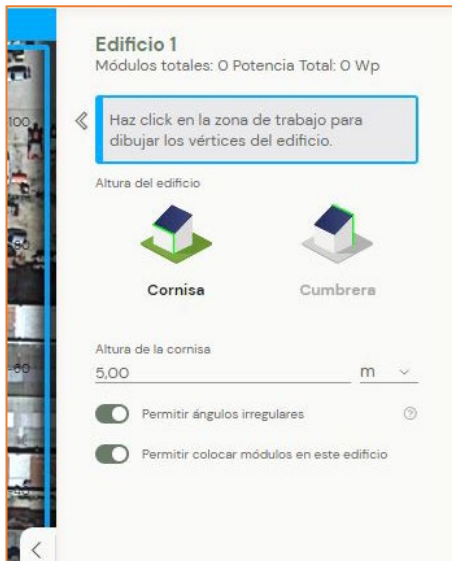 Edificio 1
Módulos totales: 0 Potencia Total: 0 Wp
Haz click en la zona de trabajo para
dibujar los vértices del edificio.
Altura del edificio
Cornisa
Cumbrera
Altura de la cornisa
5,00 m
Permitir ángulos irregulares
Permitir colocar módulos en este edificio
100
60